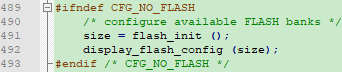 489 #ifndef CFG_NO_FLASH
490 /* configure available FLASH banks */
491 size = flash_init ();
492 display_flash_config (size);
493 #endif /* CFG_NO_FLASH */